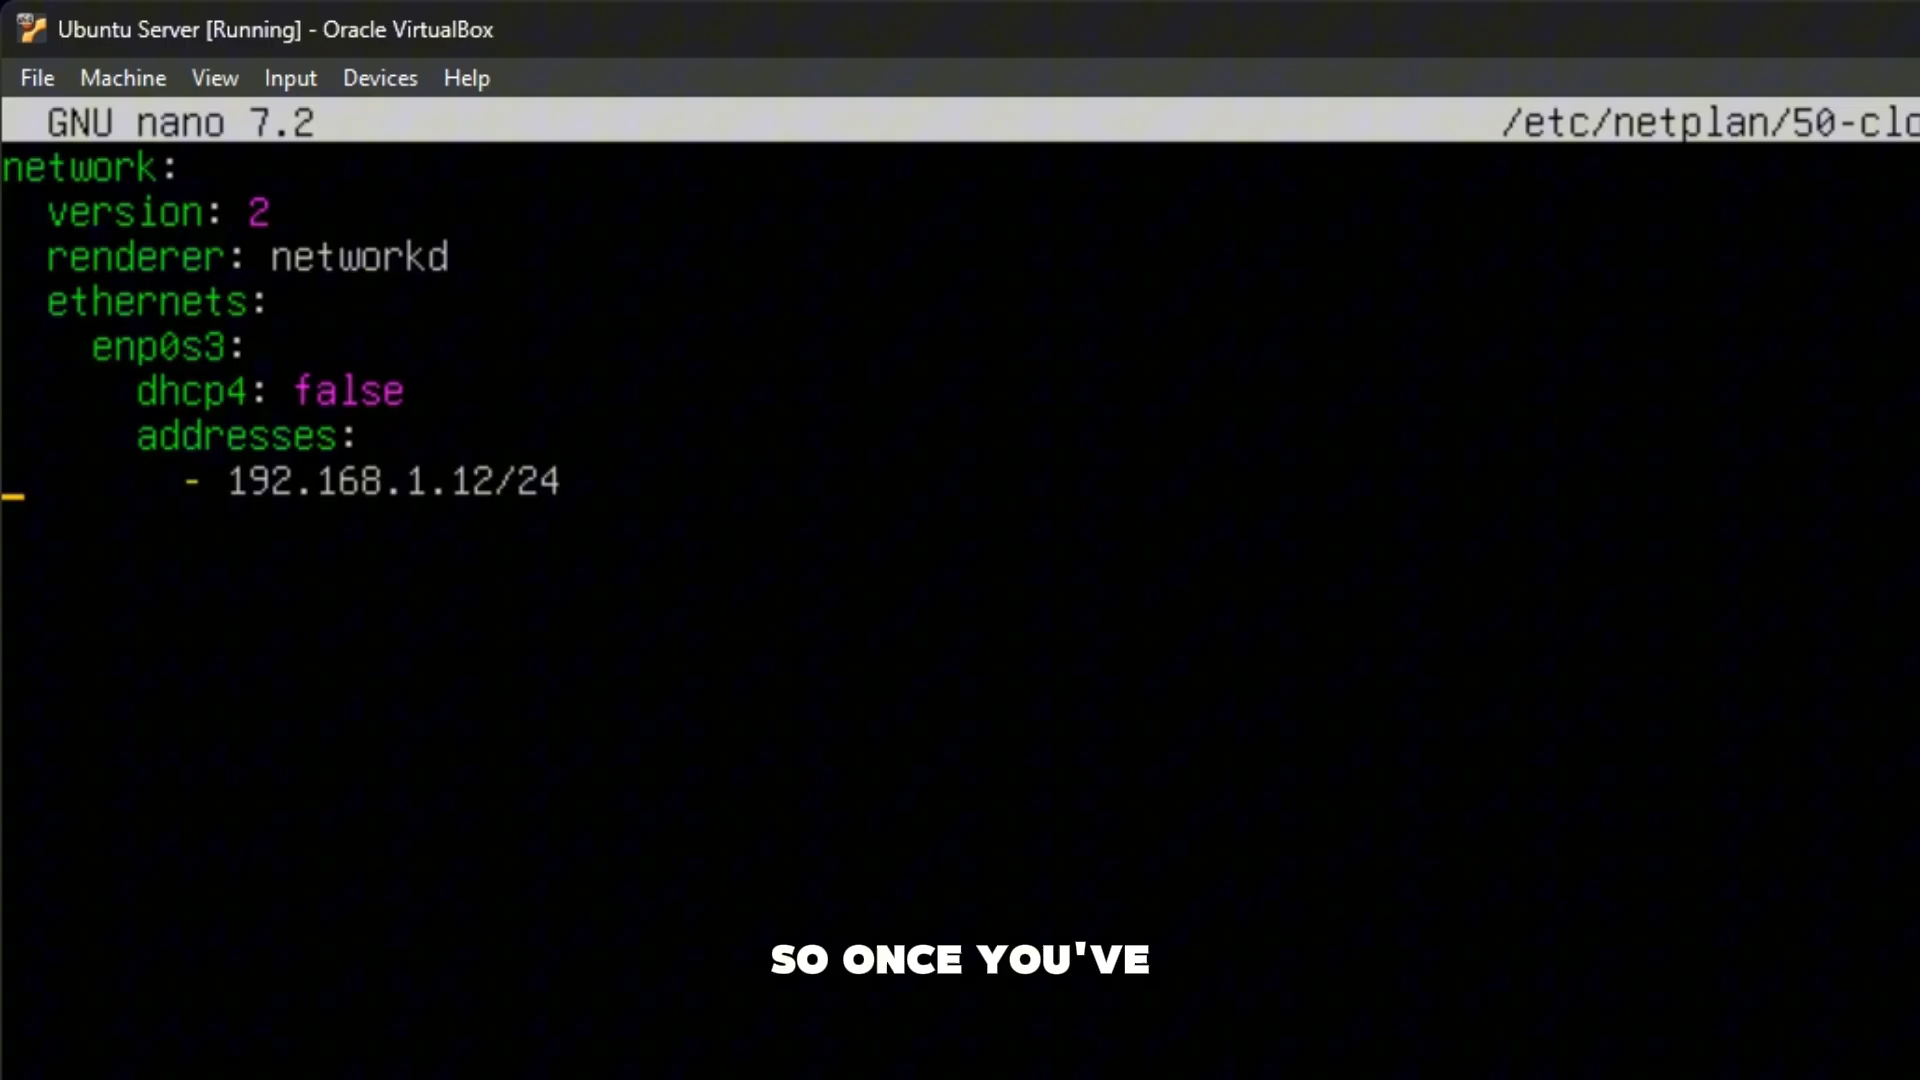 Ubuntu Server [Running] - Oracle VirtualBox
File Machine View Input Devices Help
GNU nano 7.2 /etc/netplan/50-clo
network:
version: 2
renderer: networkd
ethernets:
enp0s3:
dhcp4: false
addresses:
- 192.168.1.12/24
SO ONCE YOU'VE